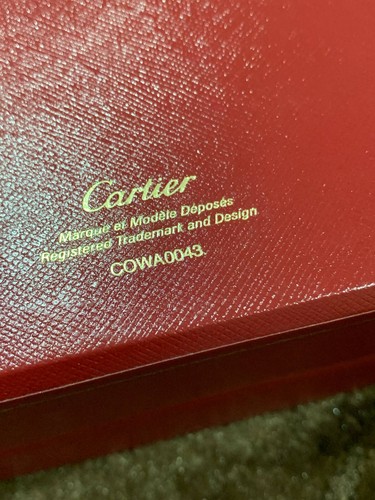 Cartier
Marque et Modèle Déposés
Registered Trademark and Design
COWA0043.